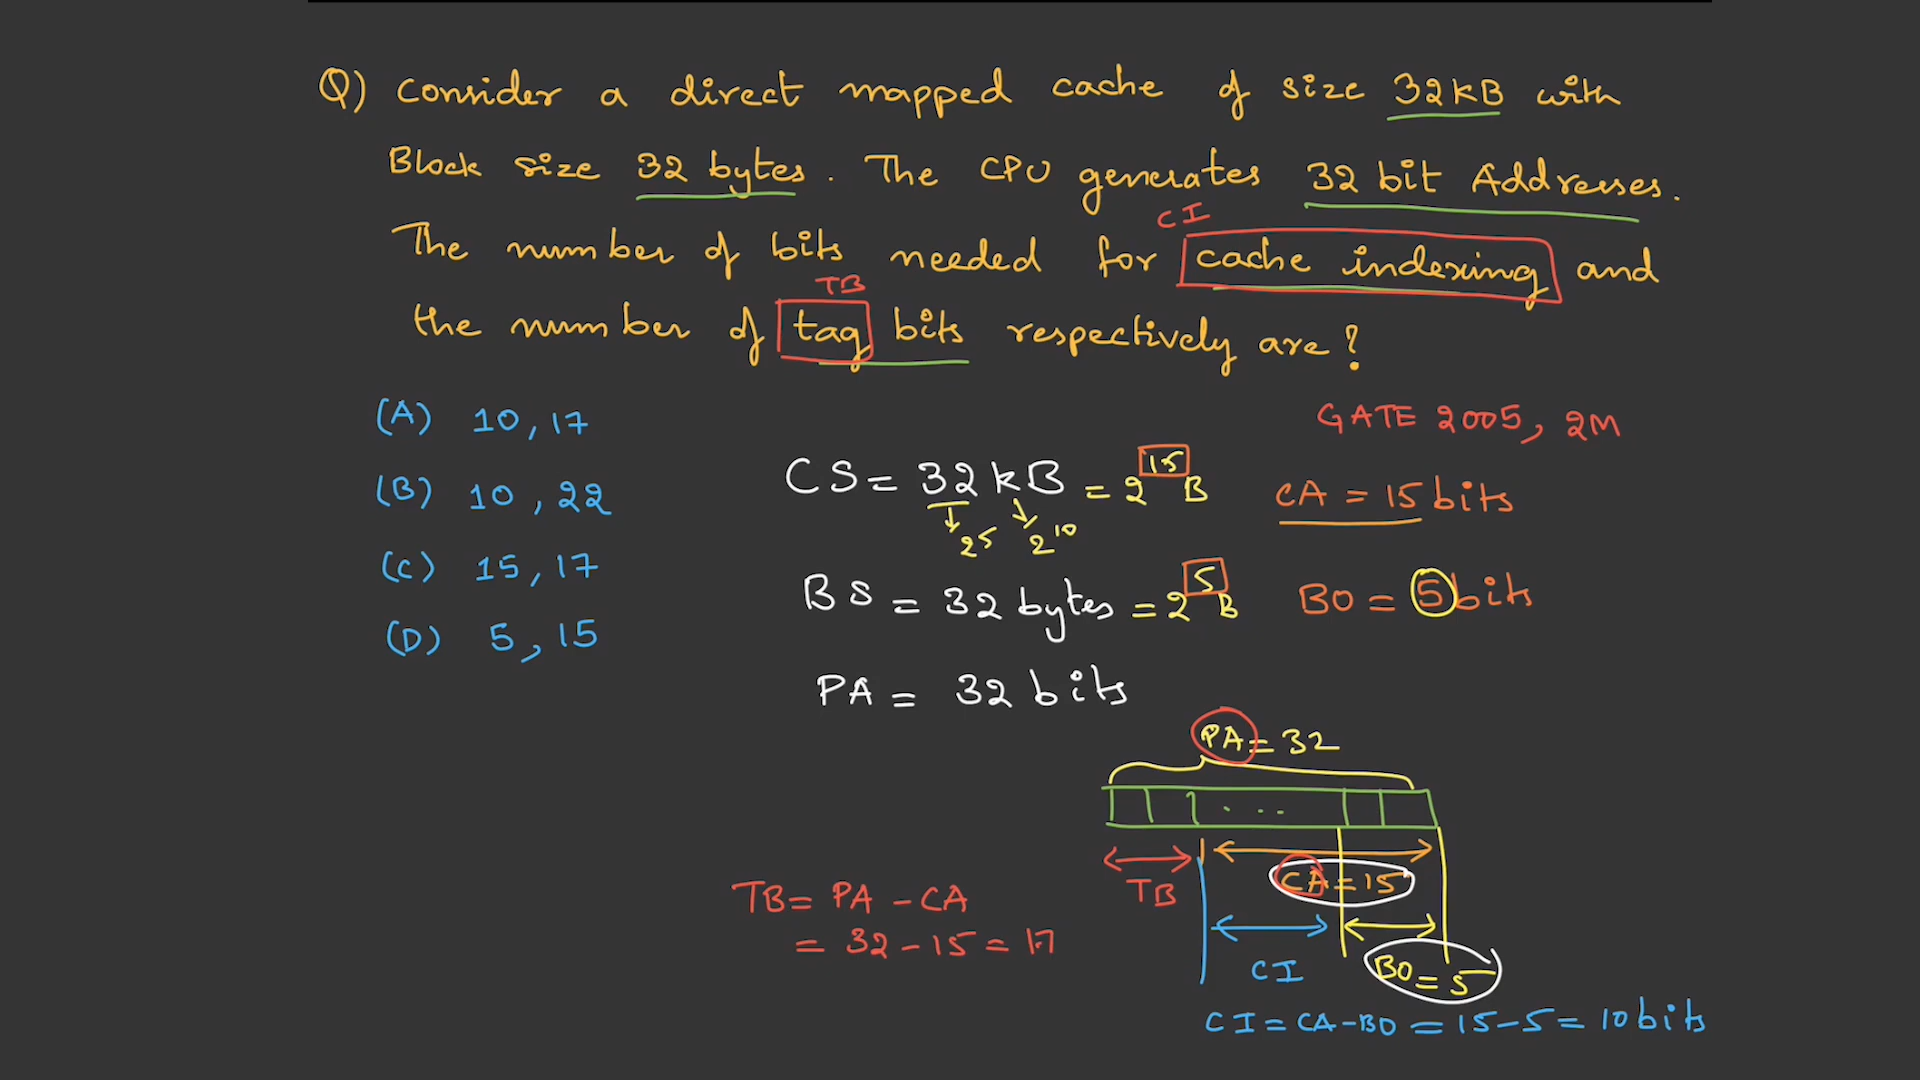 Q) Consider a direct mapped cache of size 32kB with
Block size 32 bytes. The CPU generates 32 bit Addresses.
CI
The number of bits needed for cache indexing and
TB
the number of tag bits respectively are?
(A) 10, 17
GATE 2005, 2M
(B) 10, 22
CS = 32 kB = 2^15 B
CA = 15 bits
2^5 2^10
(C) 15, 17
BS = 32 bytes = 2^5 B
BO = 5 bits
(D) 5, 15
PA = 32 bits
PA = 32
TB
CA = 15
TB = PA - CA
= 32 - 15 = 17
CI
BO = 5
CI = CA - BO = 15 - 5 = 10 bits